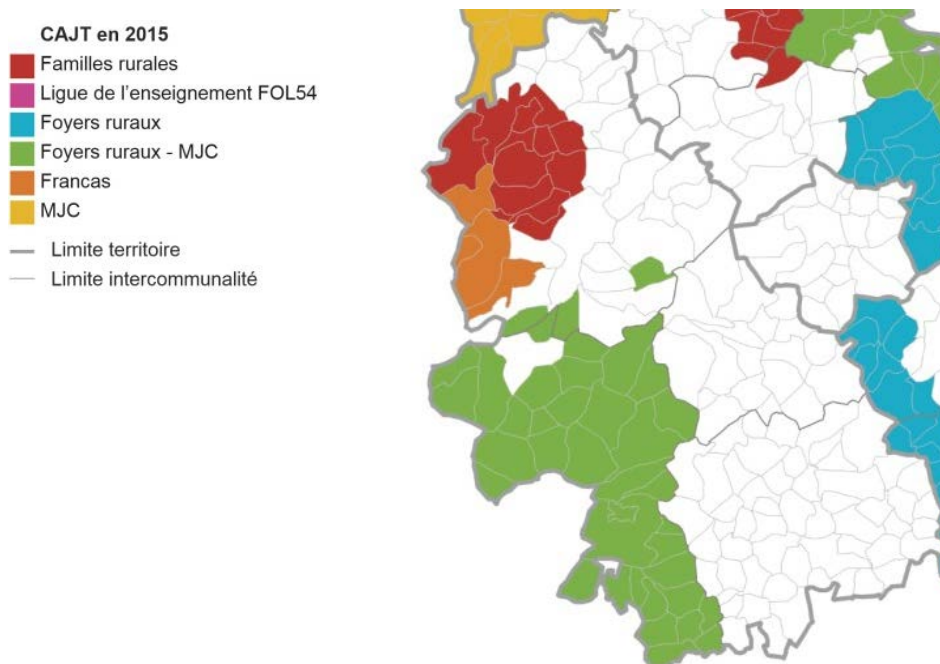 CAJT en 2015
Familles rurales
Ligue de l'enseignement FOL54
Foyers ruraux
Foyers ruraux - MJC
Francas
MJC
Limite territoire
Limite intercommunalité